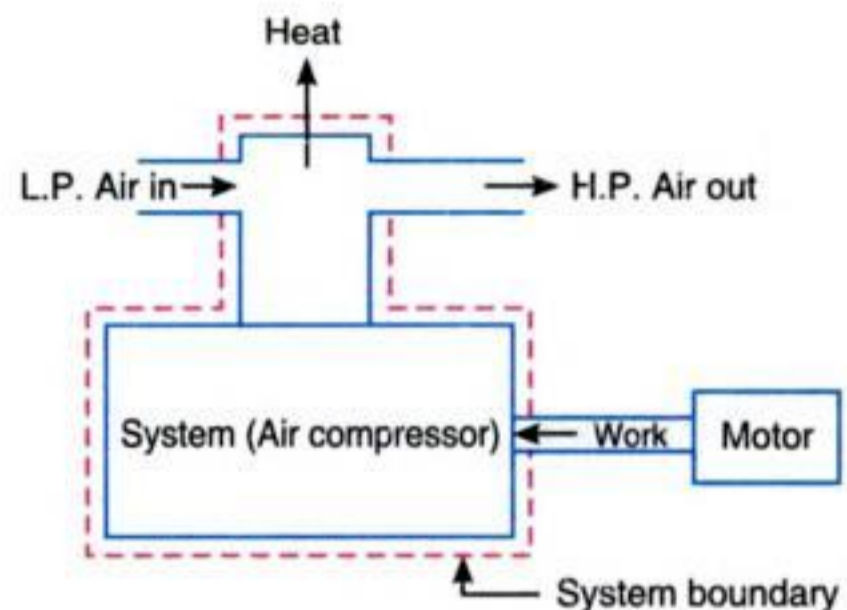 Heat
L.P. Air in
H.P. Air out
System (Air compressor)
Work
Motor
System boundary